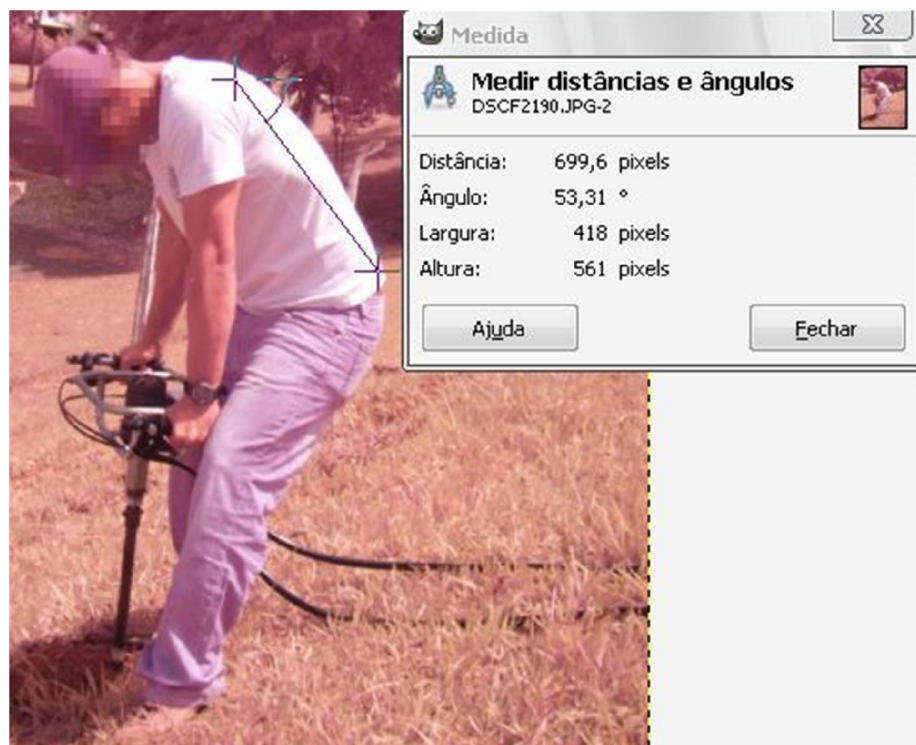 Medida
Medir distâncias e ângulos
DSCF2190.JPG-2
Distância: 699,6 pixels
Ângulo: 53,31 °
Largura: 418 pixels
Altura: 561 pixels
Ajuda Fechar